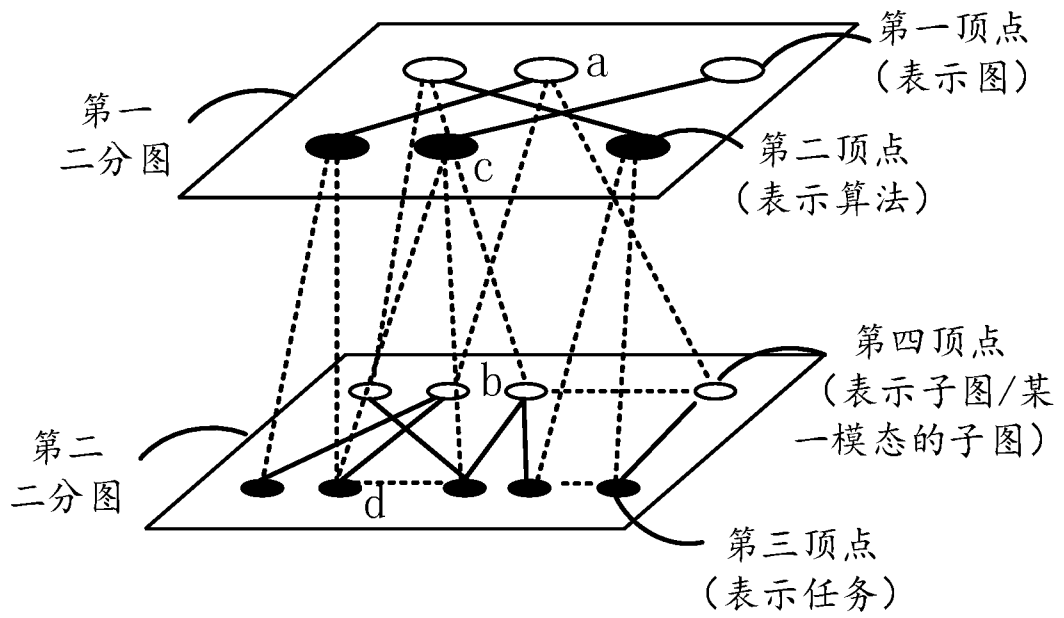 第一顶点
（表示图）
a
第一
二分图
c
第二顶点
（表示算法）
第四顶点
（表示子图/某
一模态的子图）
b
第二
二分图
d
第三顶点
（表示任务）